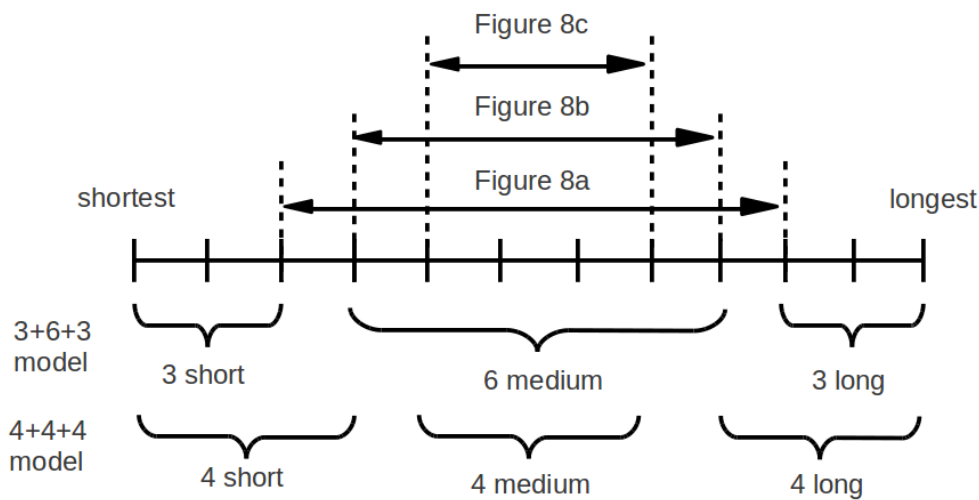 Figure 8c
Figure 8b
Figure 8a
shortest
longest
3+6+3
model
3 short
6 medium
3 long
4+4+4
model
4 short
4 medium
4 long